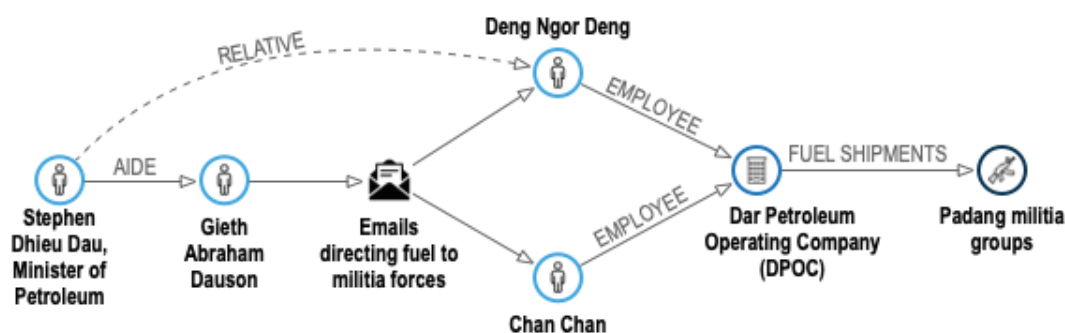 Deng Ngor Deng
RELATIVE
EMPLOYEE
AIDE
FUEL SHIPMENTS
Stephen
Dhieu Dau,
Minister of
Petroleum
Gieth
Abraham
Dauson
Emails
directing fuel to
militia forces
EMPLOYEE
Dar Petroleum
Operating Company
(DPOC)
Padang militia
groups
Chan Chan